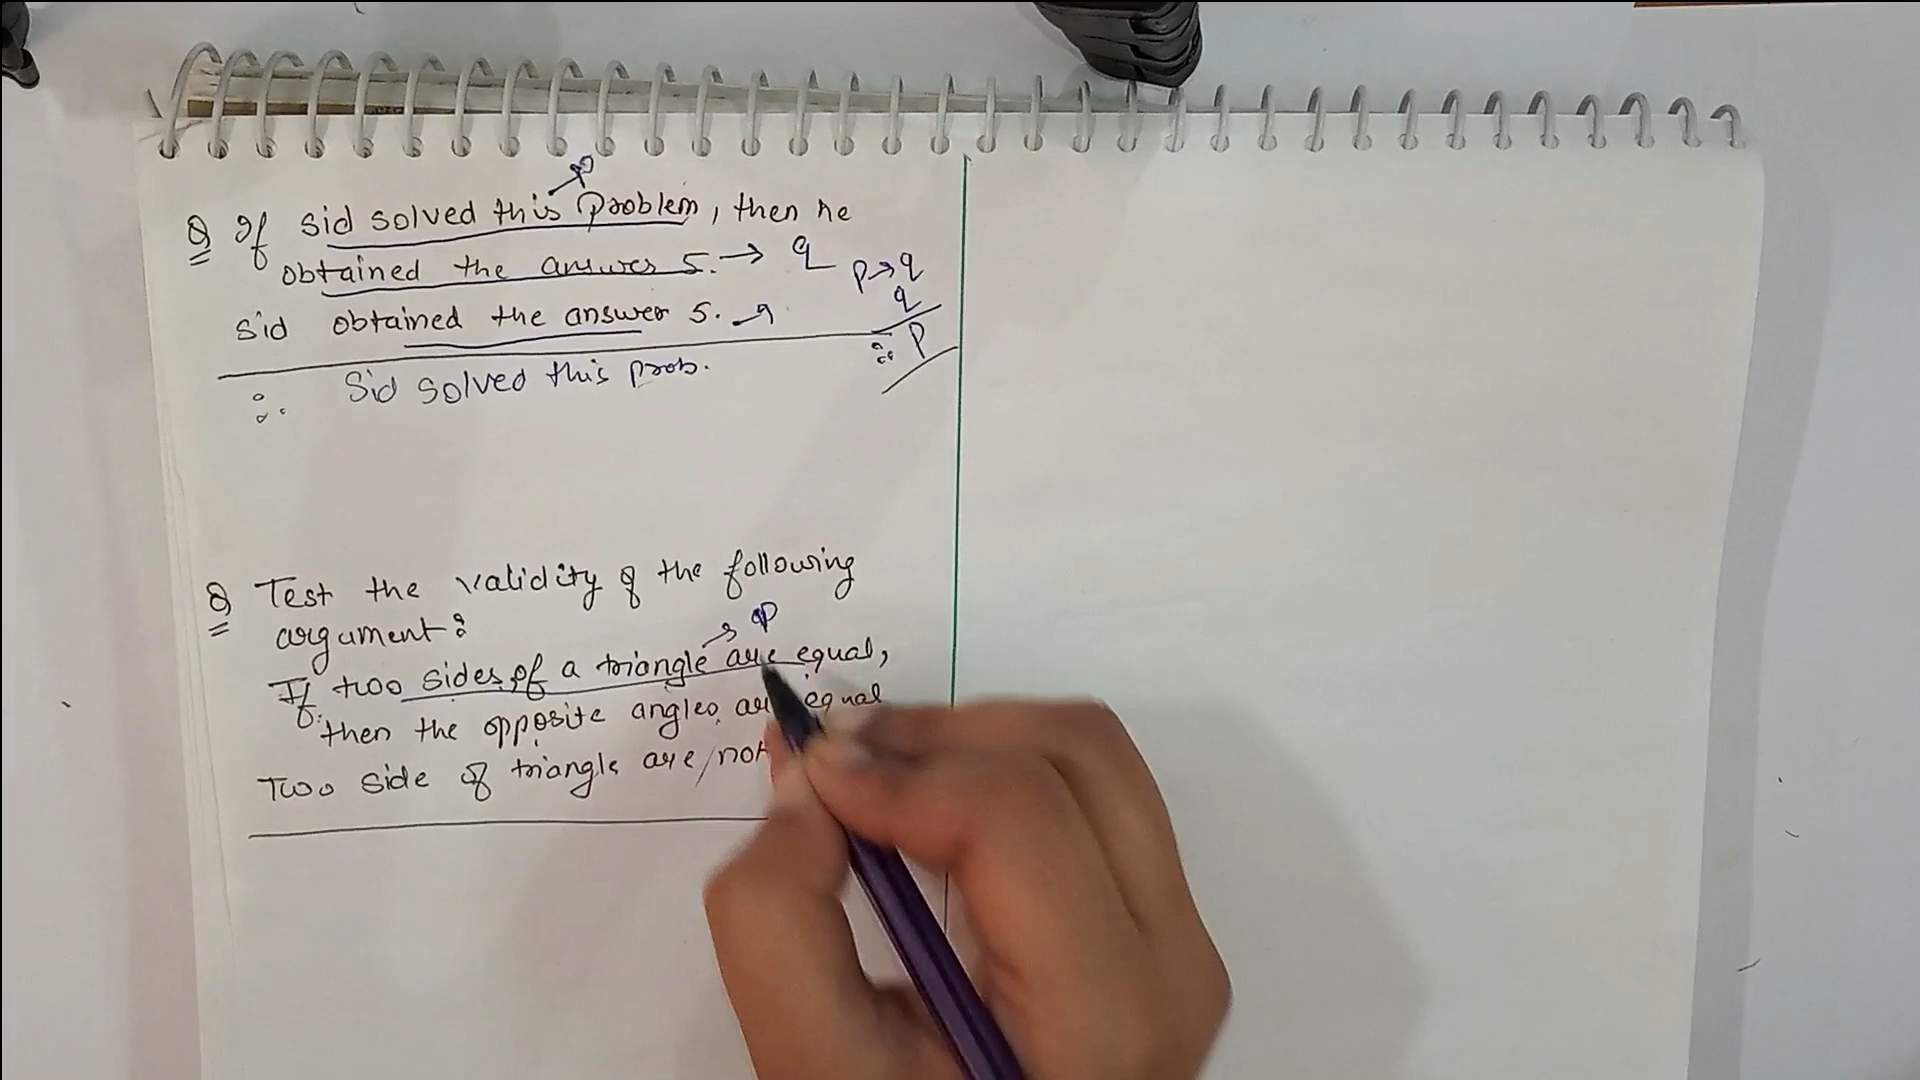 p
Q If Sid solved this problem, then he
obtained the answer 5. → q
p→q
q
Sid obtained the answer 5. → q
∴ p
∴ Sid solved this prob.
Q Test the validity of the following
argument:
→ p
If two sides of a triangle are equal,
then the opposite angles are equal
Two side of triangle are not